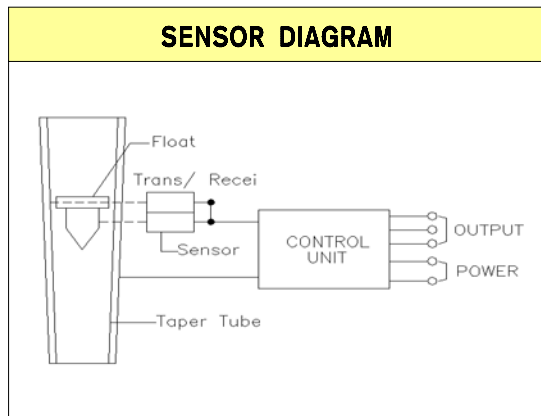 SENSOR DIAGRAM
Float
Trans/ Recei
Sensor
CONTROL
UNIT
OUTPUT
POWER
Taper Tube